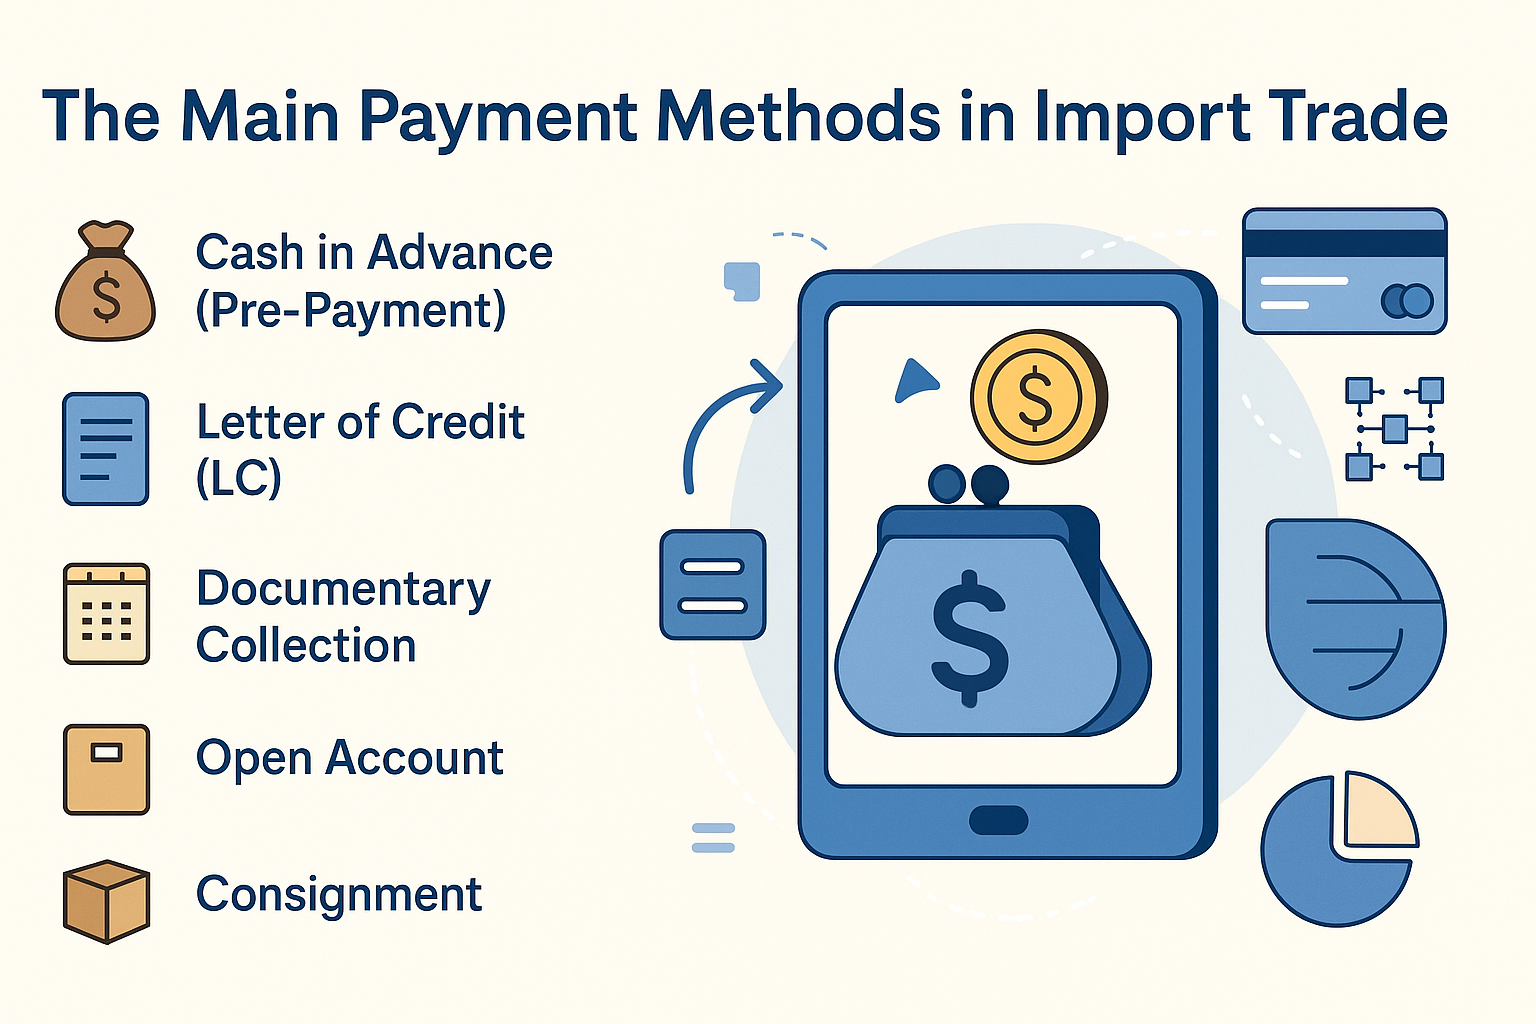 The Main Payment Methods in Import Trade
$
Cash in Advance
(Pre-Payment)
Letter of Credit
(LC)
Documentary
Collection
Open Account
Consignment
$
$